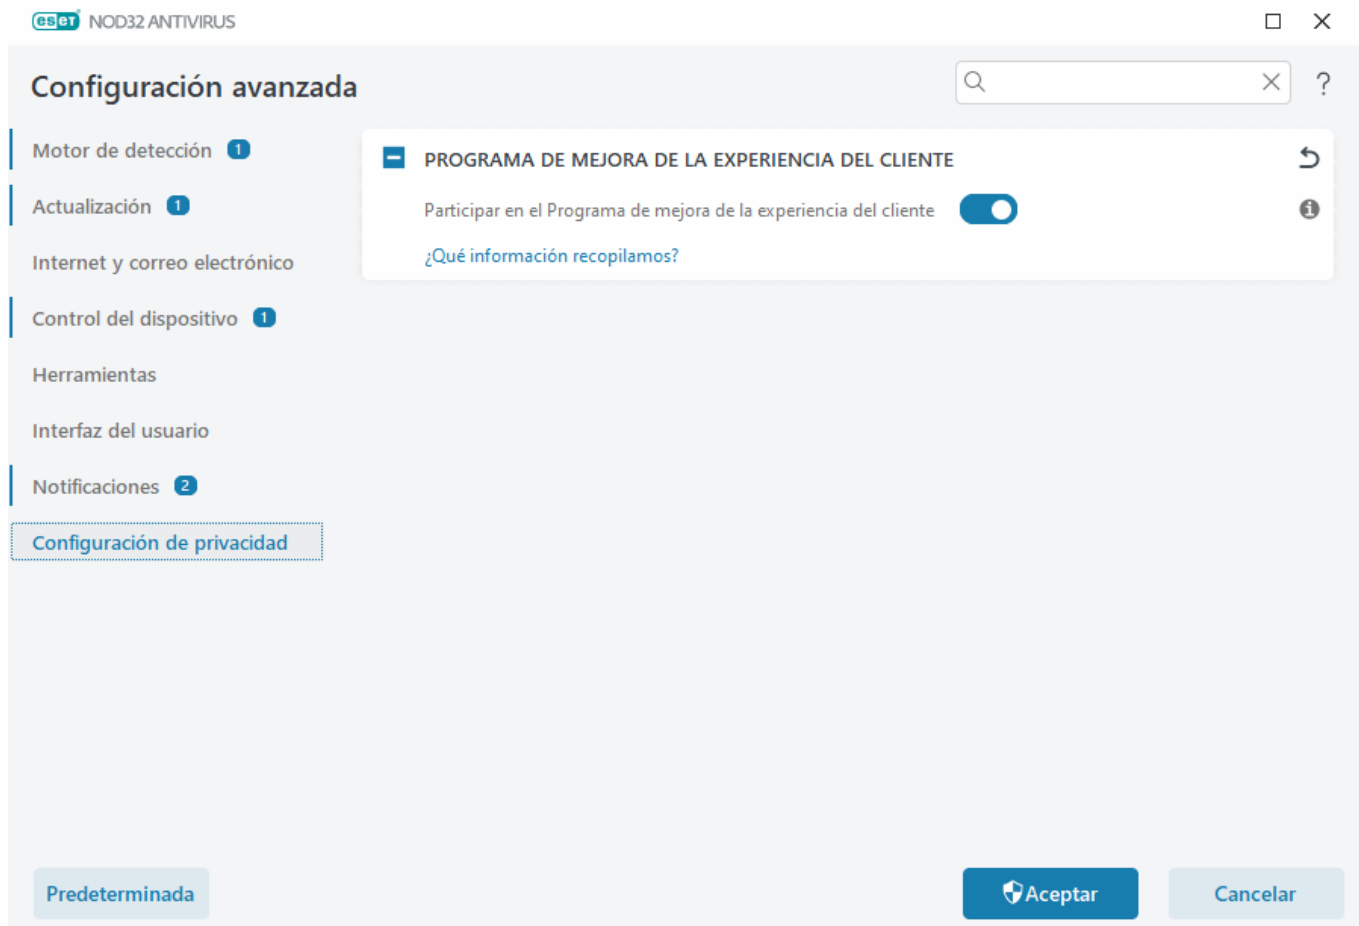 eset NOD32 ANTIVIRUS
Configuración avanzada
?
Motor de detección 1
Actualización 1
Internet y correo electrónico
Control del dispositivo 1
Herramientas
Interfaz del usuario
Notificaciones 2
Configuración de privacidad
PROGRAMA DE MEJORA DE LA EXPERIENCIA DEL CLIENTE
Participar en el Programa de mejora de la experiencia del cliente
¿Qué información recopilamos?
Predeterminada
Aceptar
Cancelar